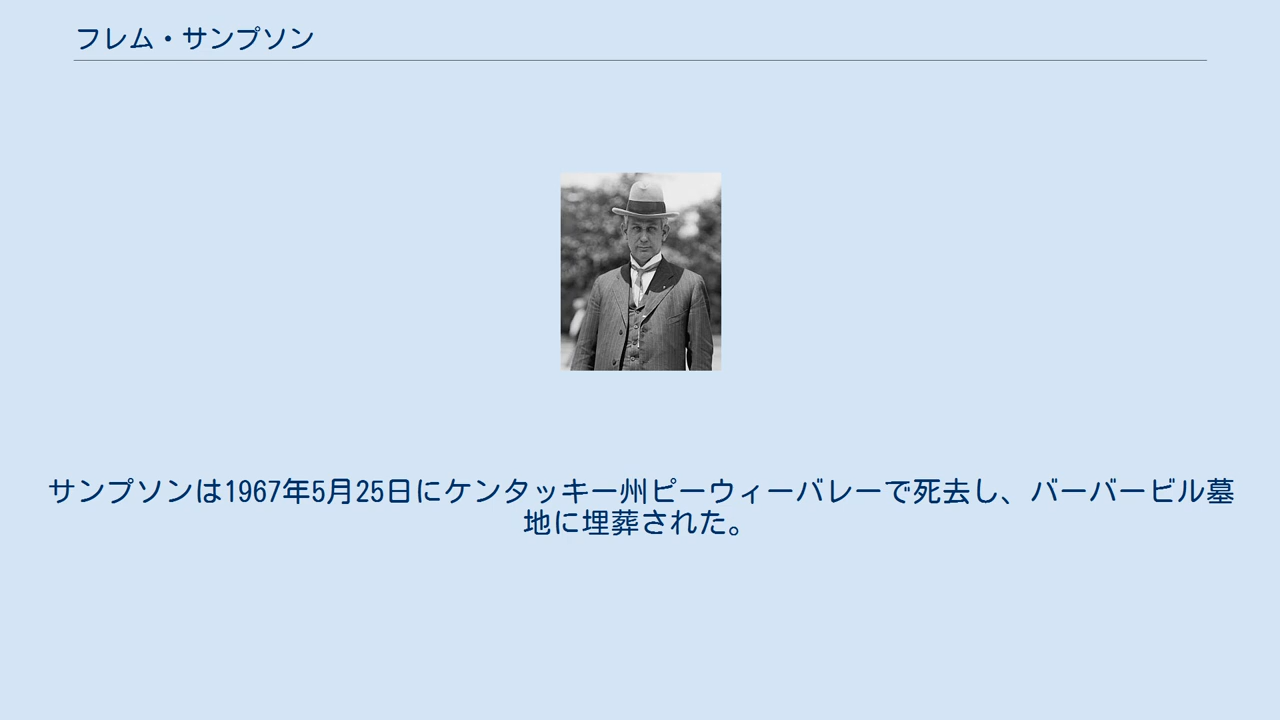 フレム・サンプソン
サンプソンは1967年5月25日にケンタッキー州ピーウィーバレーで死去し、バーバービル墓
地に埋葬された。